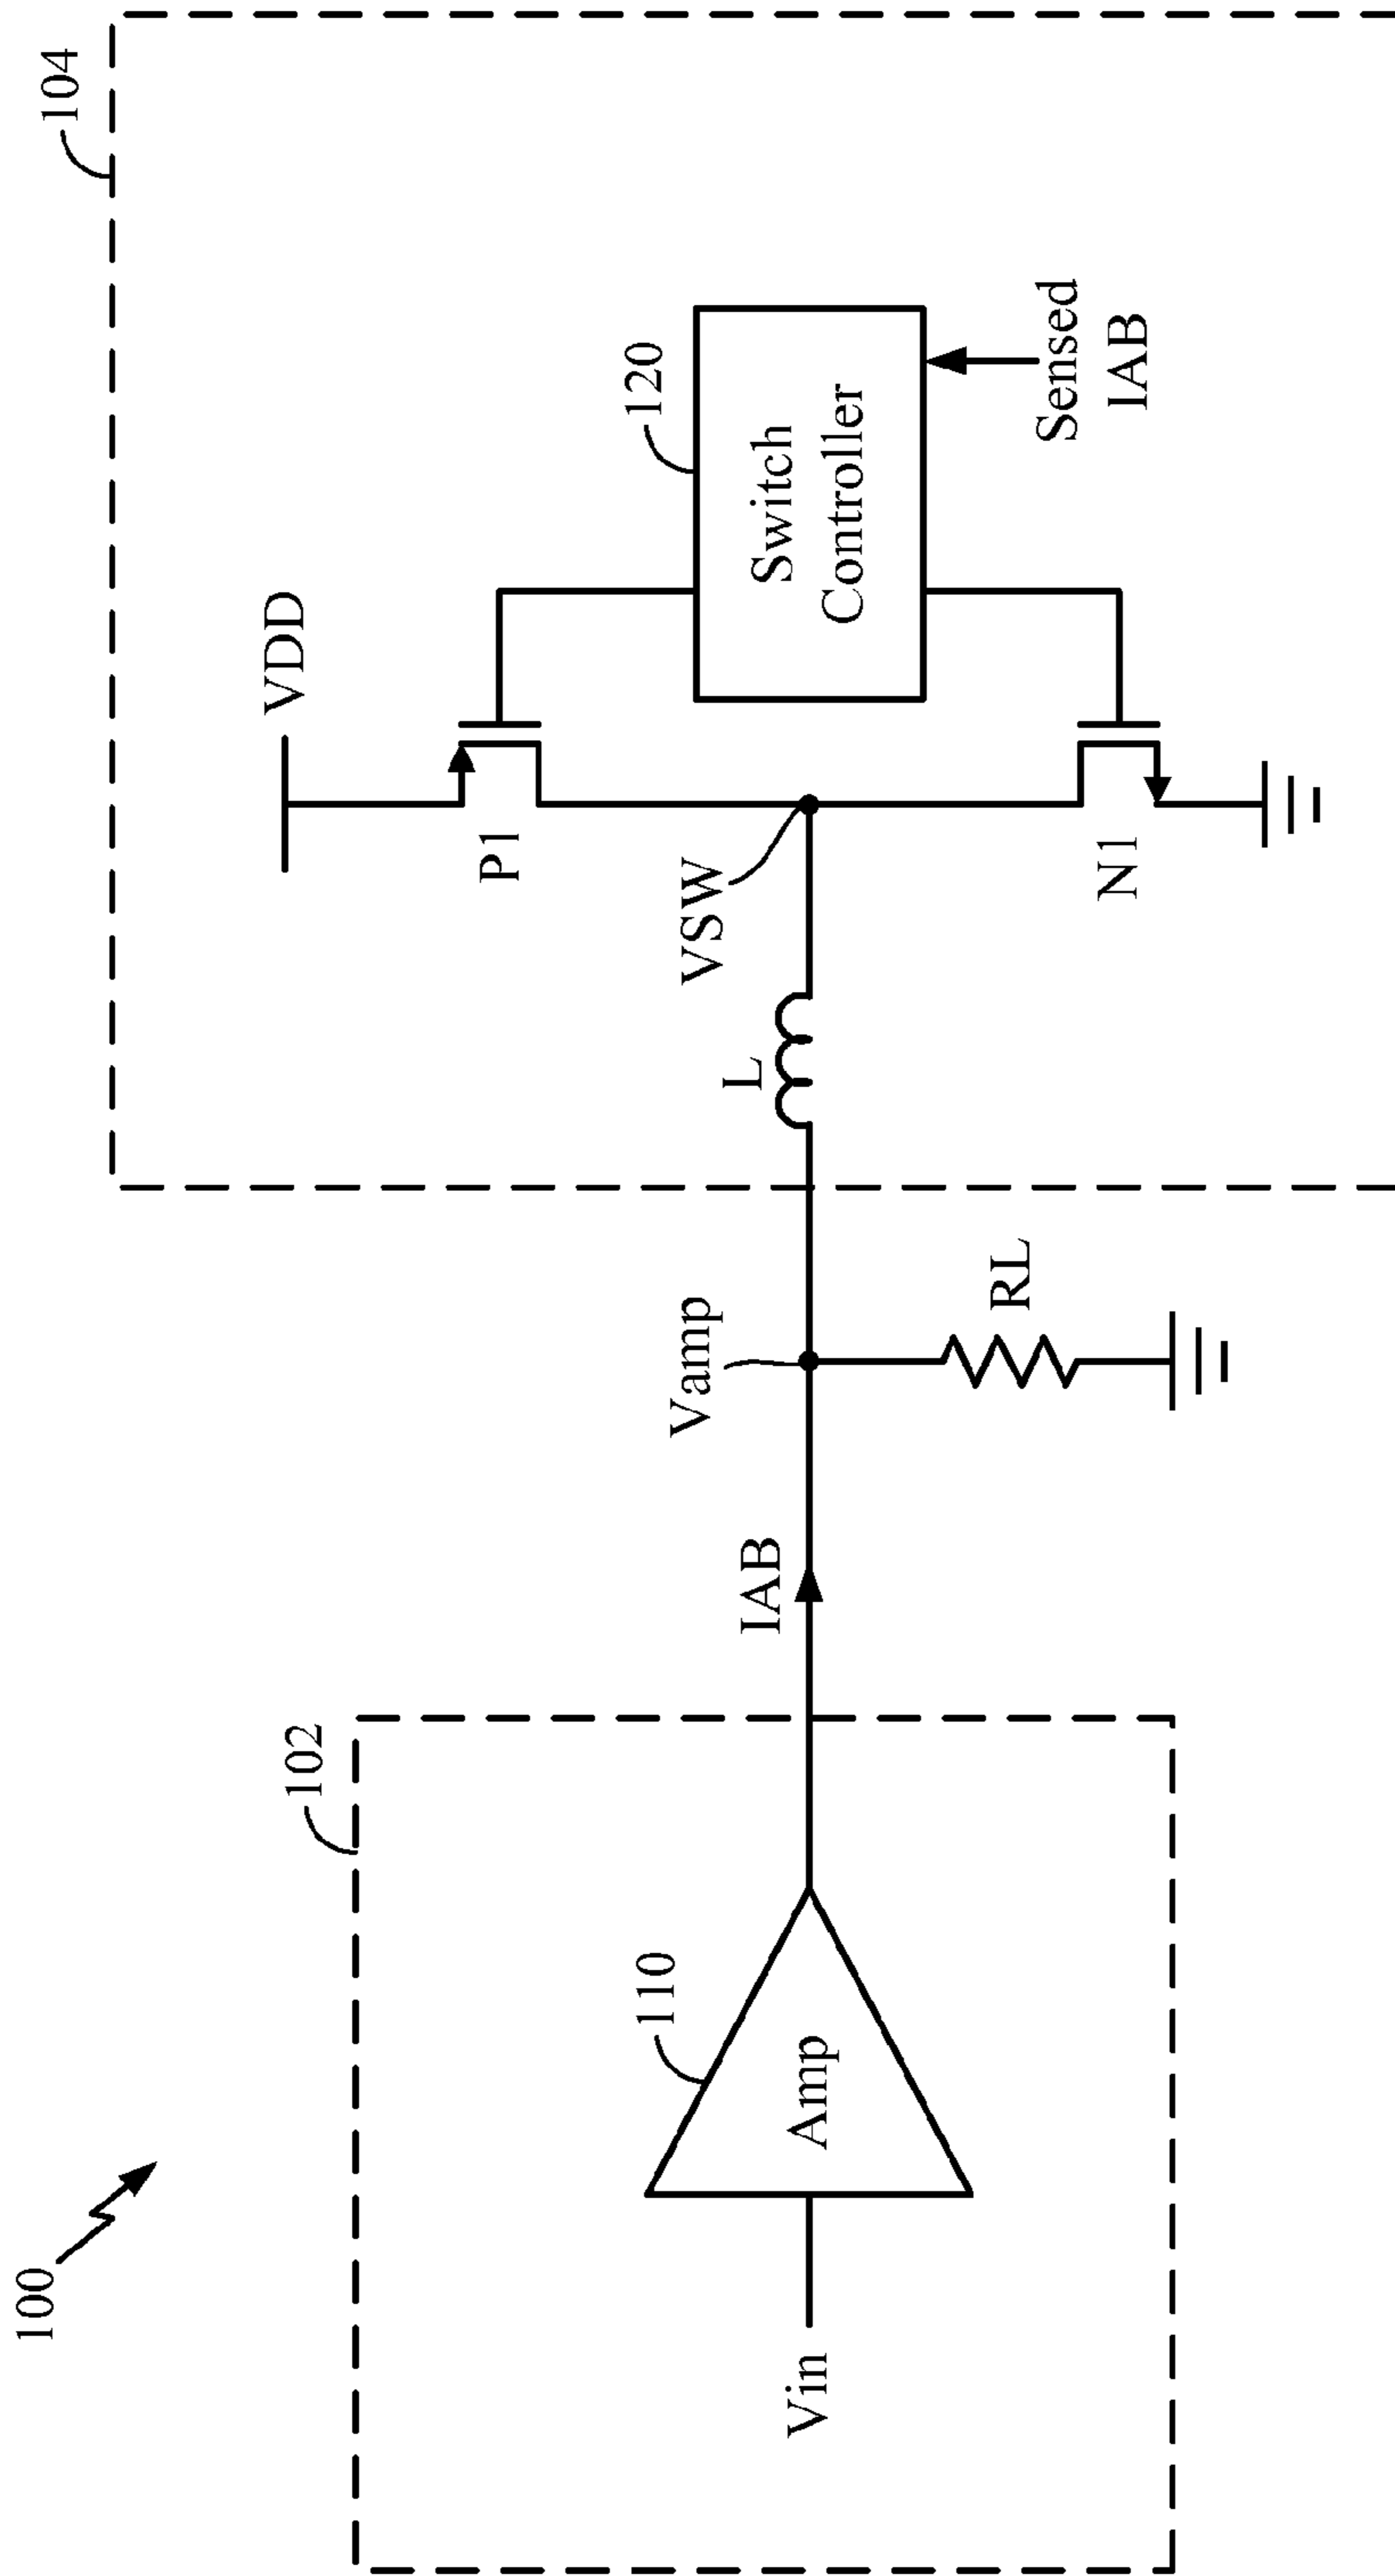 100
102
104
110
Amp
Vin
IAB
Vamp
RL
L
VSW
VDD
P1
N1
120
Switch
Controller
Sensed
IAB